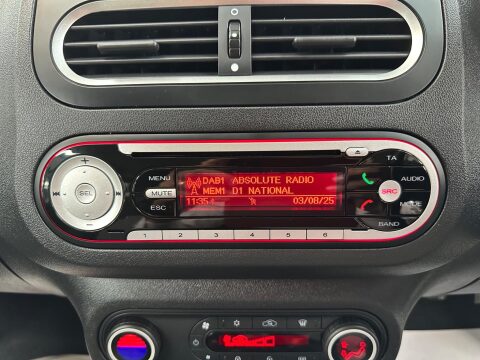 TA
MENU
DAB1 ABSOLUTE RADIO
AUDIO
SEL
MUTE
MEM1 D1 NATIONAL
SRC
ESC
11:35
03/08/25
MODE
BAND
1 2 3 4 5 6